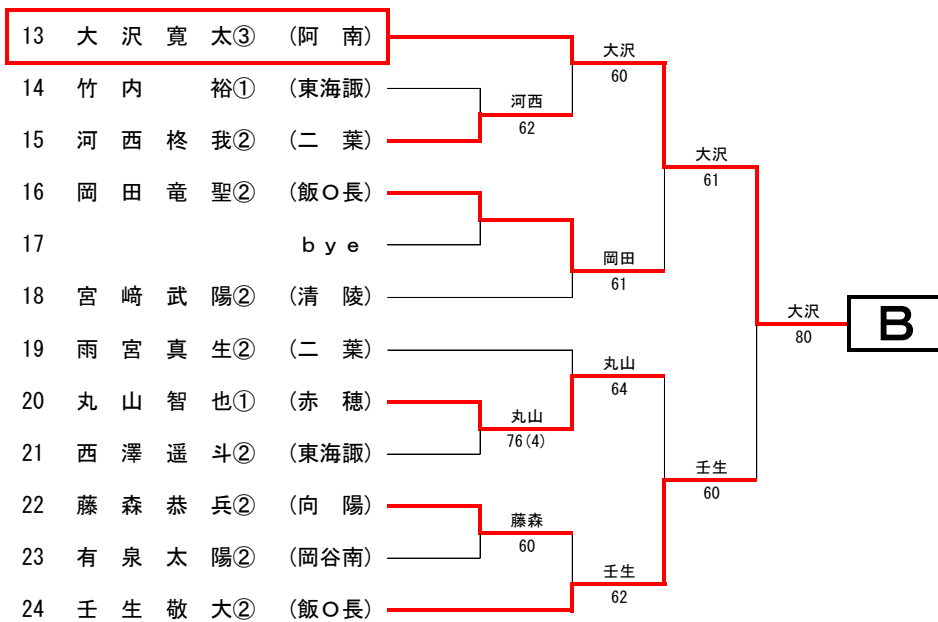 13 大沢寛太③ (阿南)
14 竹内 裕① (東海諏)
15 河西柊我② (二葉)
16 岡田竜聖② (飯O長)
17 bye
18 宮﨑武陽② (清陵)
19 雨宮真生② (二葉)
20 丸山智也① (赤穂)
21 西澤遥斗② (東海諏)
22 藤森恭兵② (向陽)
23 有泉太陽② (岡谷南)
24 壬生敬大② (飯O長)
河西
62
丸山
76(4)
藤森
60
大沢
60
岡田
61
丸山
64
壬生
62
大沢
61
壬生
60
大沢
80
B